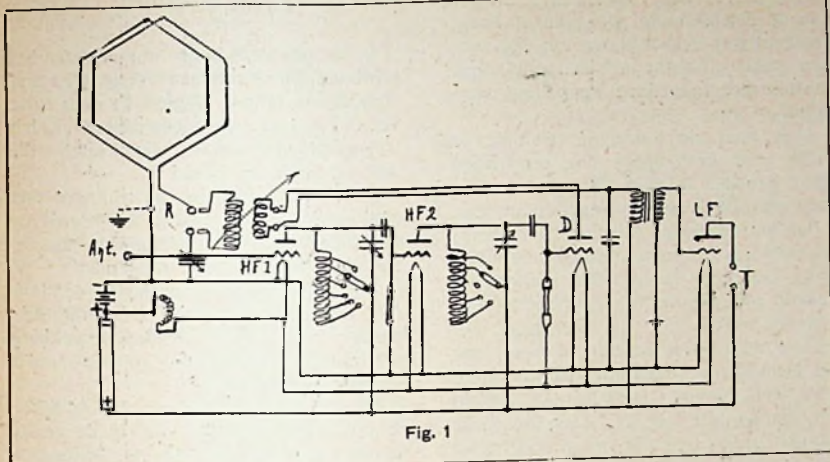 R
HF2
D
LF
Ant.
HF1
T
-
+
-
+
Fig. 1